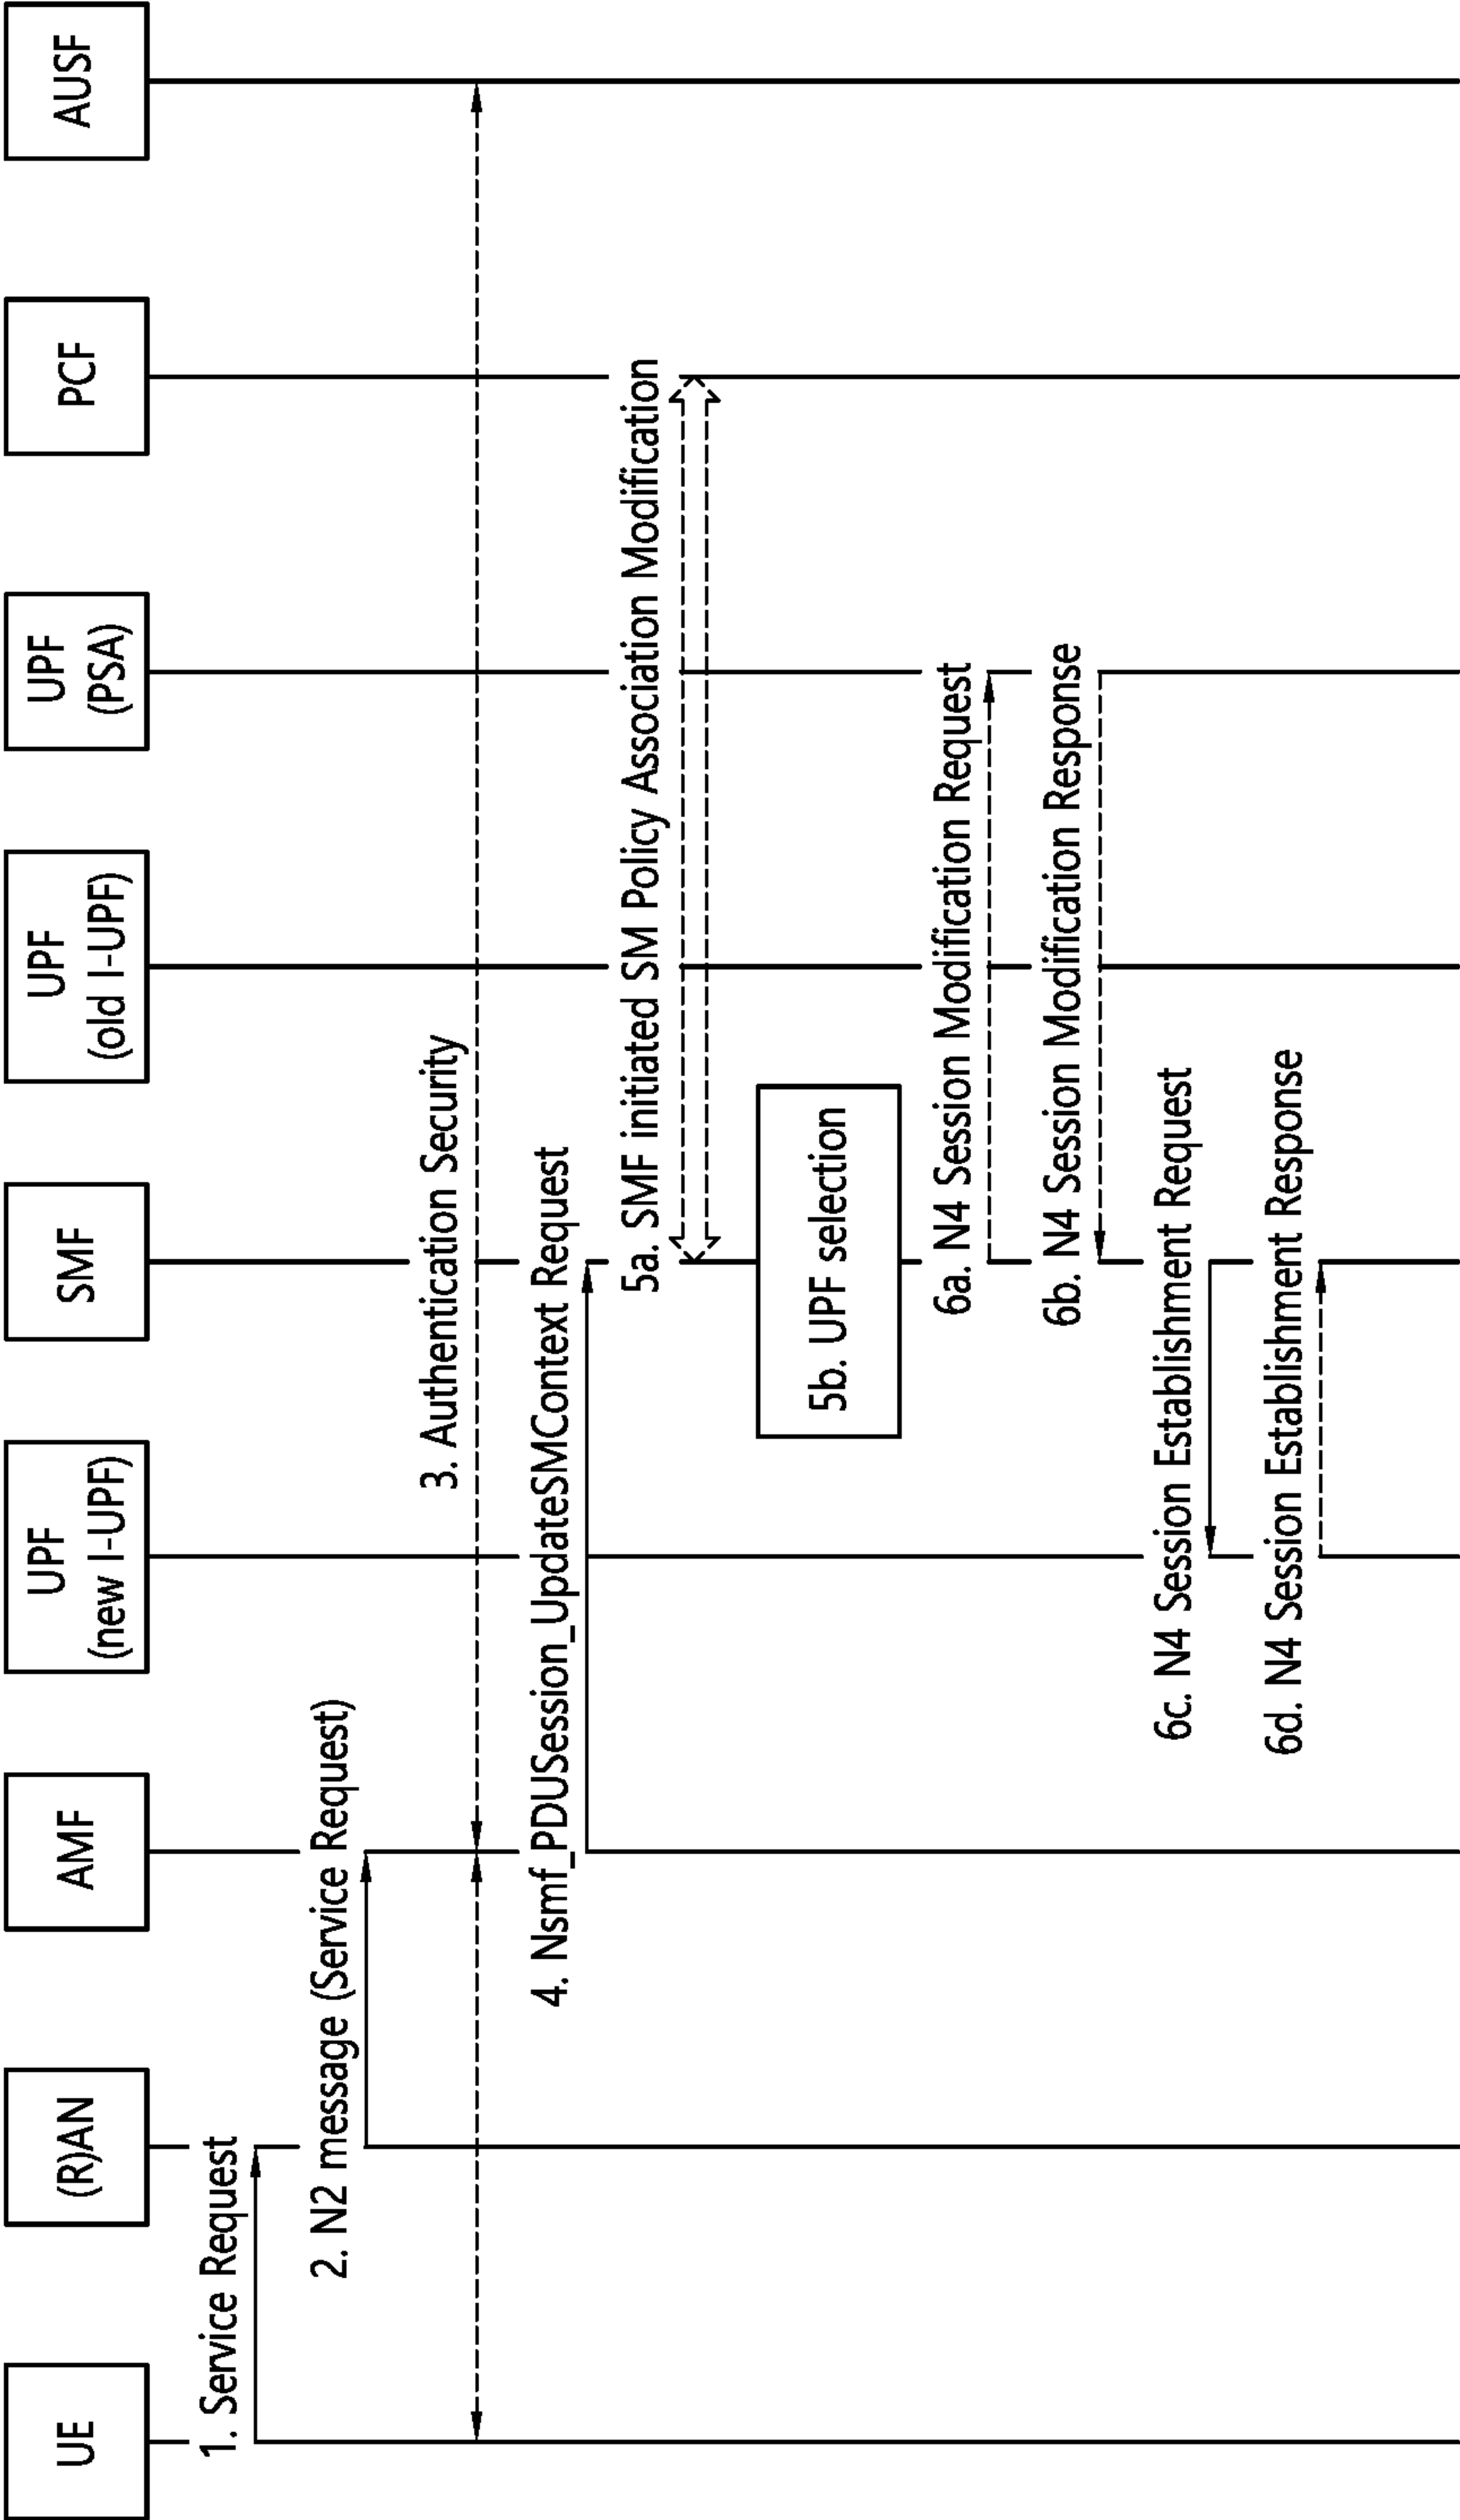 UE
(R)AN
AMF
UPF
(new I-UPF)
SMF
UPF
(old I-UPF)
UPF
(PSA)
PCF
AUSF
1. Service Request
2. N2 message (Service Request)
3. Authentication Security
4. Nsmf_PDUSession_UpdateSMContext Request
5a. SMF initiated SM Policy Association Modification
5b. UPF selection
6a. N4 Session Modification Request
6b. N4 Session Modification Response
6c. N4 Session Establishment Request
6d. N4 Session Establishment Response